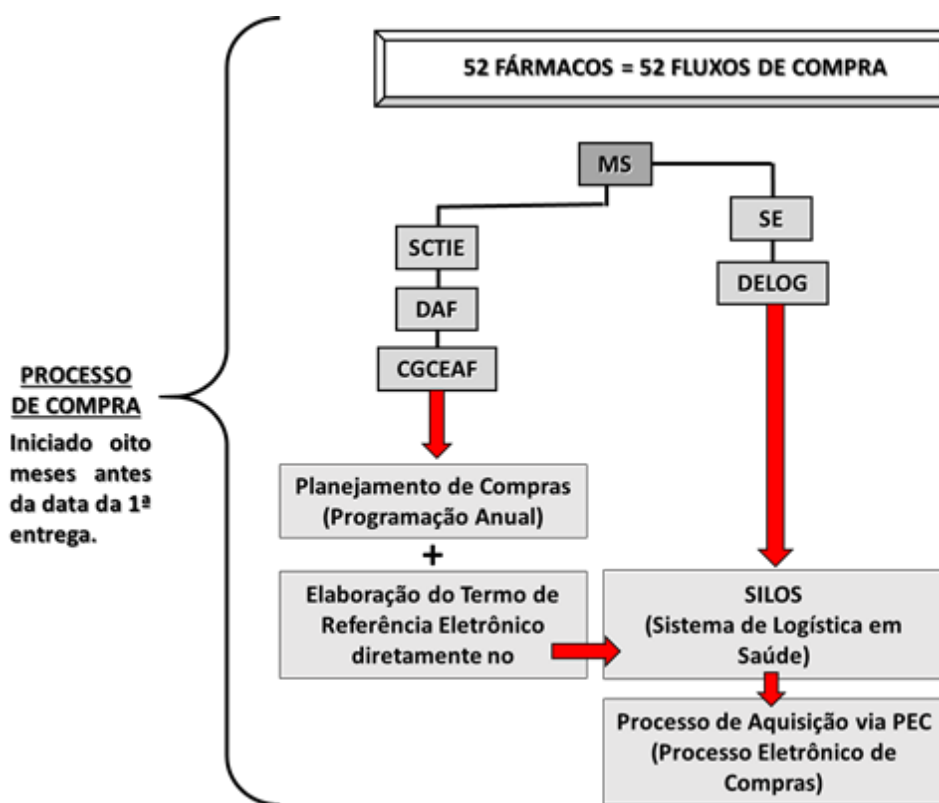 52 FÁRMACOS = 52 FLUXOS DE COMPRA
MS
SCTIE
SE
DAF
DELOG
CGCEAF
PROCESSO
DE COMPRA
Iniciado oito
meses antes
da data da 1ª
entrega.
Planejamento de Compras
(Programação Anual)
+
Elaboração do Termo de
Referência Eletrônico
diretamente no
SILOS
(Sistema de Logística em
Saúde)
Processo de Aquisição via PEC
(Processo Eletrônico de
Compras)